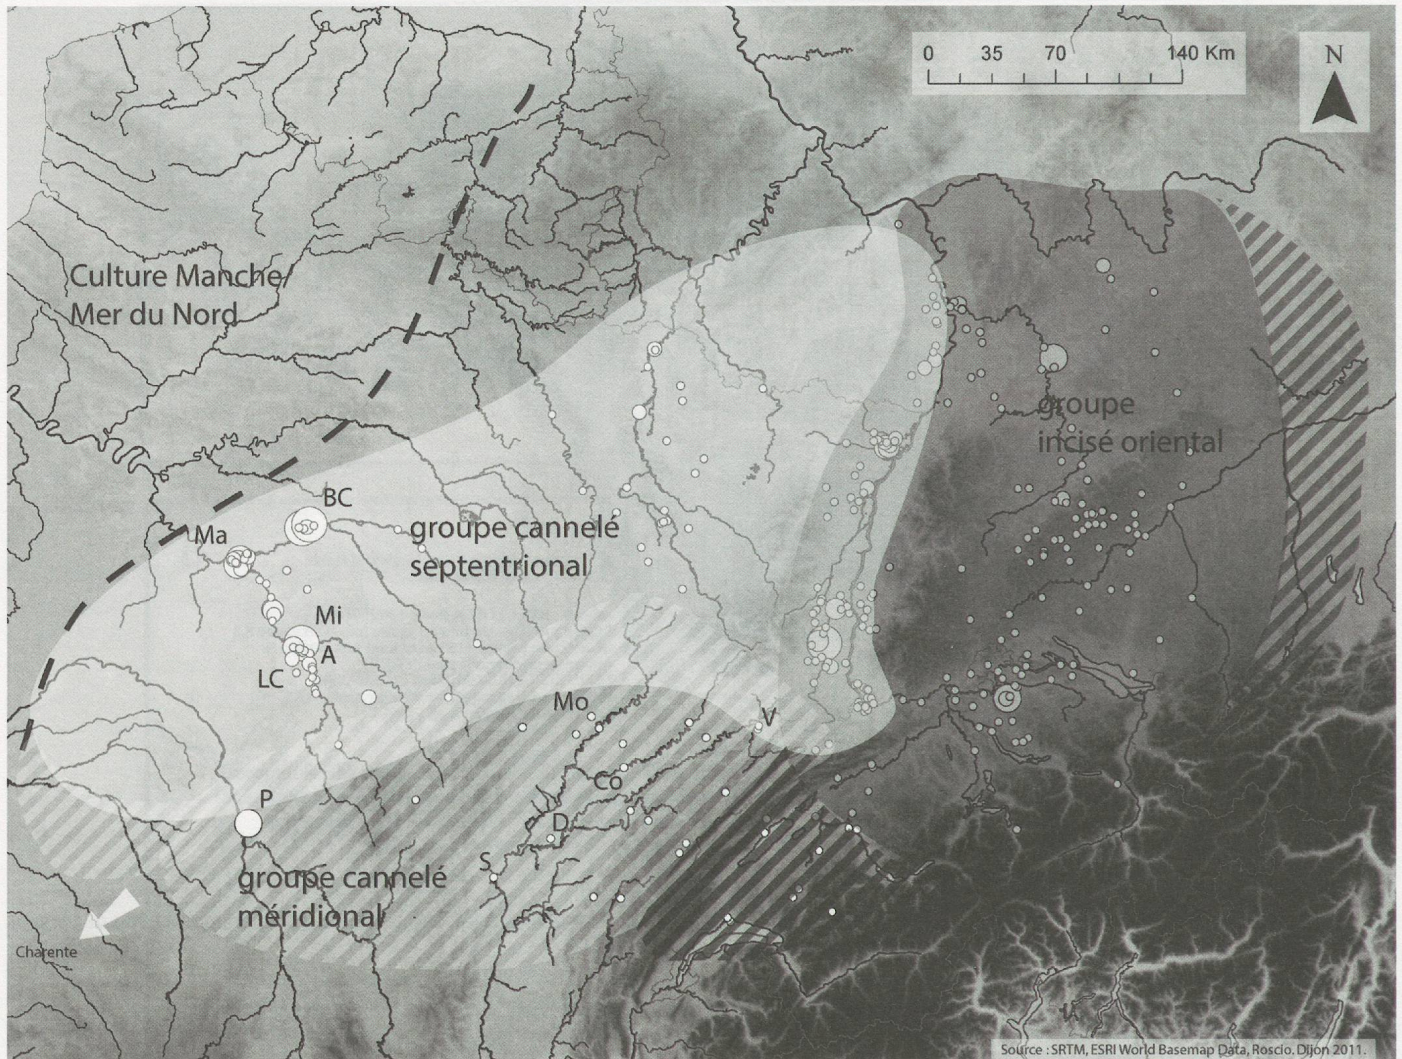 0 35 70 140 Km
N
Culture Manche/
Mer du Nord
groupe
incisé oriental
BC
Ma
groupe cannelé
septentrional
Mi
A
LC
Mo
V
Co
P
D
S
groupe cannelé
méridional
Charente
Source : SRTM, ESRI World Basemap Data, Roscio, Dijon 2011.